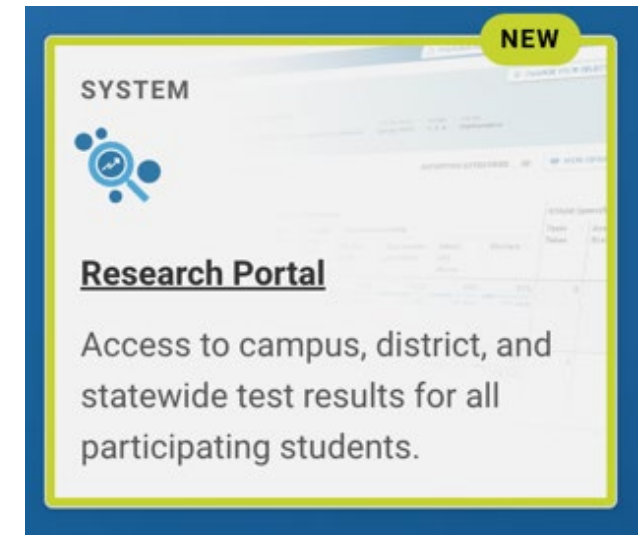 NEW
SYSTEM
Research Portal
Access to campus, district, and
statewide test results for all
participating students.